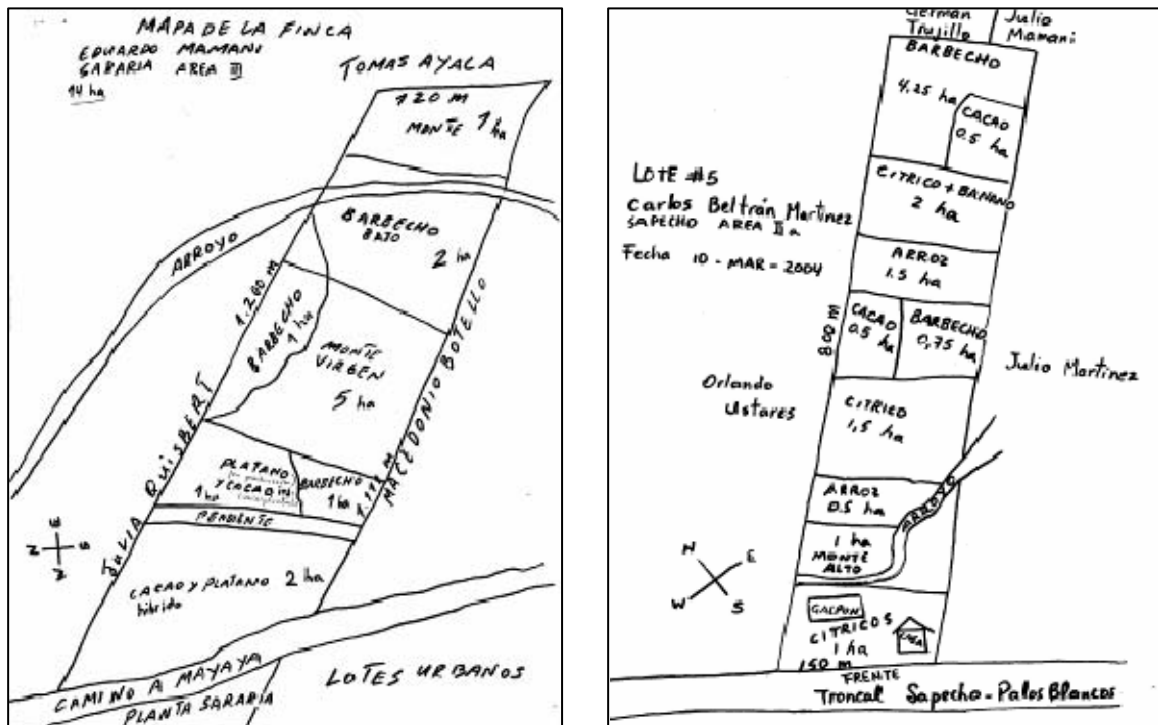 MAPA DE LA FINCA
EDUARDO MAMANI
SARARIA AREA III
14 ha
TOMAS AYALA
120 m
MONTE 1 ha
ARROYO
BARBECHO
BAJO
2 ha
1.200 m
BARBECHO
1 ha
MONTE
VIRGEN
5 ha
MACEDONIO BOTELLO
JULIA QUISBERT
PLATANO
Y CACAO
1 ha
BARBECHO
1 ha
PENDIENTE
CACAO Y PLATANO 2 ha
hibrido
CAMINO A MAYAYA
LOTES URBANOS
PLANTA SARARIA
German
Trujillo
Julio
Mamani
BARBECHO
4,25 ha
CACAO
0.5 ha
LOTE #5
Carlos Beltrán Martinez
SAPECHO AREA II a
Fecha 10 - MAR = 2004
CITRICO + BANANO
2 ha
ARROZ
1.5 ha
CACAO
0.5 ha
BARBECHO
0,75 ha
800 m
Julio Martinez
Orlando
Ustares
CITRICO
1,5 ha
ARROZ
0.5 ha
ARROYO
1 ha
MONTE
ALTO
N
E
W
S
GALPON
CITRICOS
1 ha
CASA
150 m
FRENTE
Troncal Sapecho - Palos Blancos